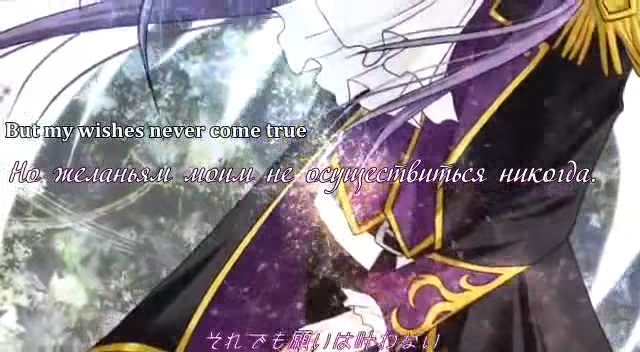 But my wishes never come true
Но желаньям моим не осуществиться никогда.
それでも願いは叶わない